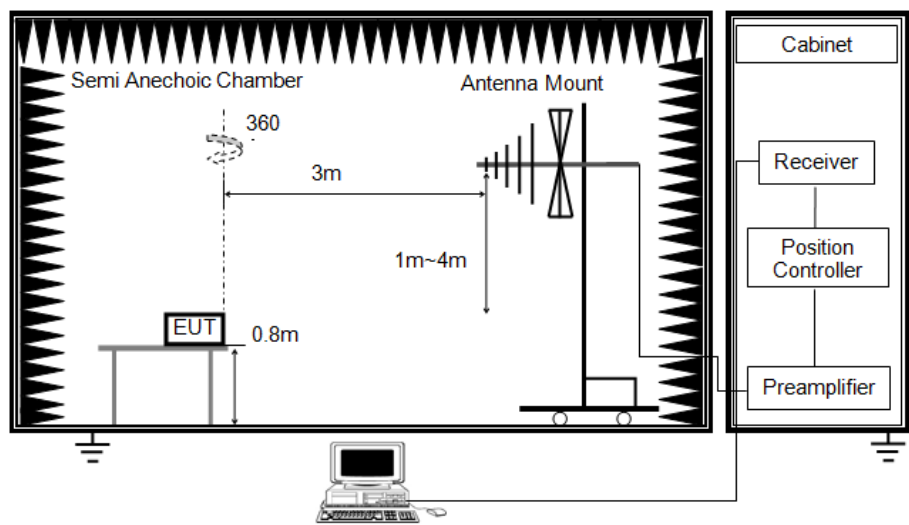 Cabinet
Semi Anechoic Chamber
Antenna Mount
360
3m
Receiver
1m~4m
Position
Controller
EUT
0.8m
Preamplifier